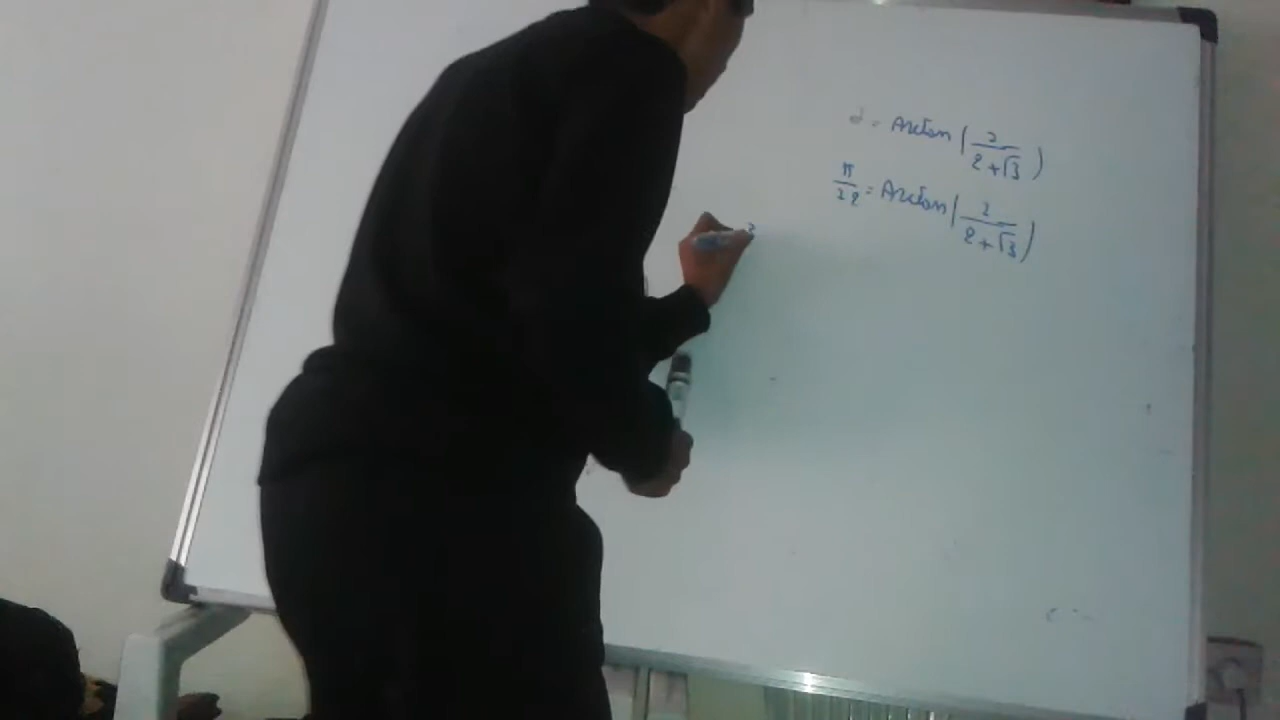 α = Arctan(1/(2+√3))
π/12 = Arctan(1/(2+√3))